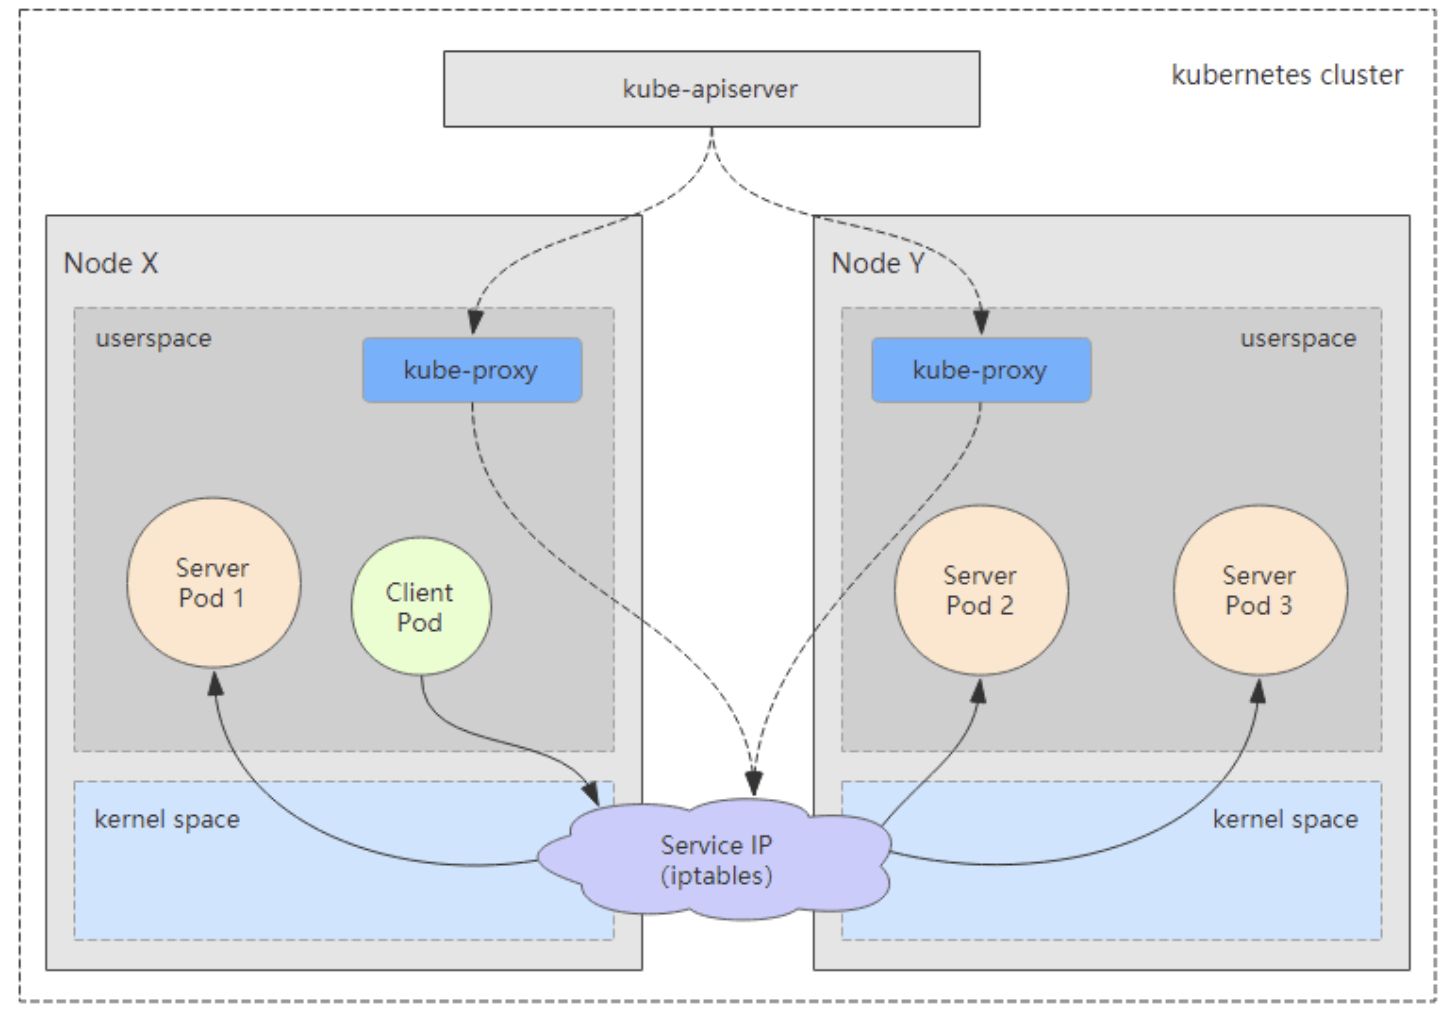 kube-apiserver
kubernetes cluster
Node X
userspace
kube-proxy
Server
Pod 1
Client
Pod
kernel space
Node Y
userspace
kube-proxy
Server
Pod 2
Server
Pod 3
kernel space
Service IP
(iptables)